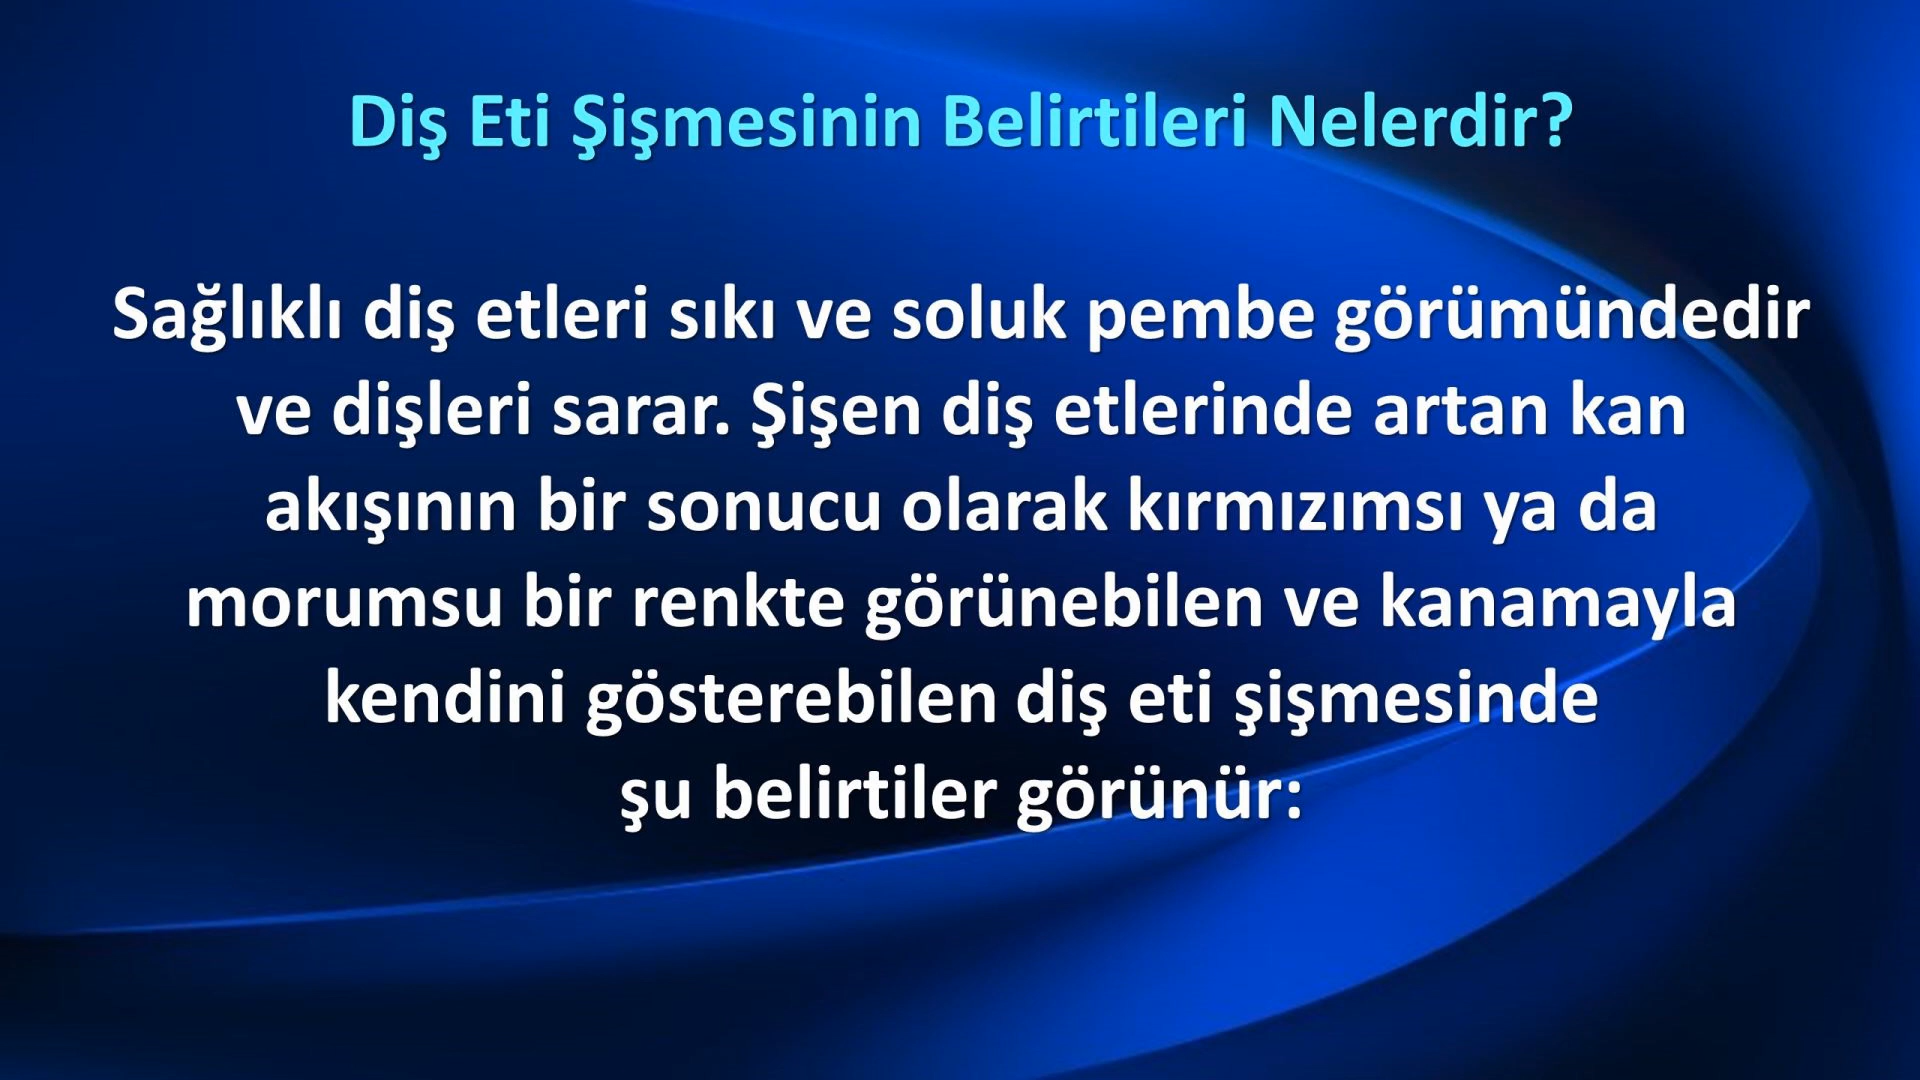 Diş Eti Şişmesinin Belirtileri Nelerdir?
Sağlıklı diş etleri sıkı ve soluk pembe görümündedir
ve dişleri sarar. Şişen diş etlerinde artan kan
akışının bir sonucu olarak kırmızımsı ya da
morumsu bir renkte görünebilen ve kanamayla
kendini gösterebilen diş eti şişmesinde
şu belirtiler görünür: